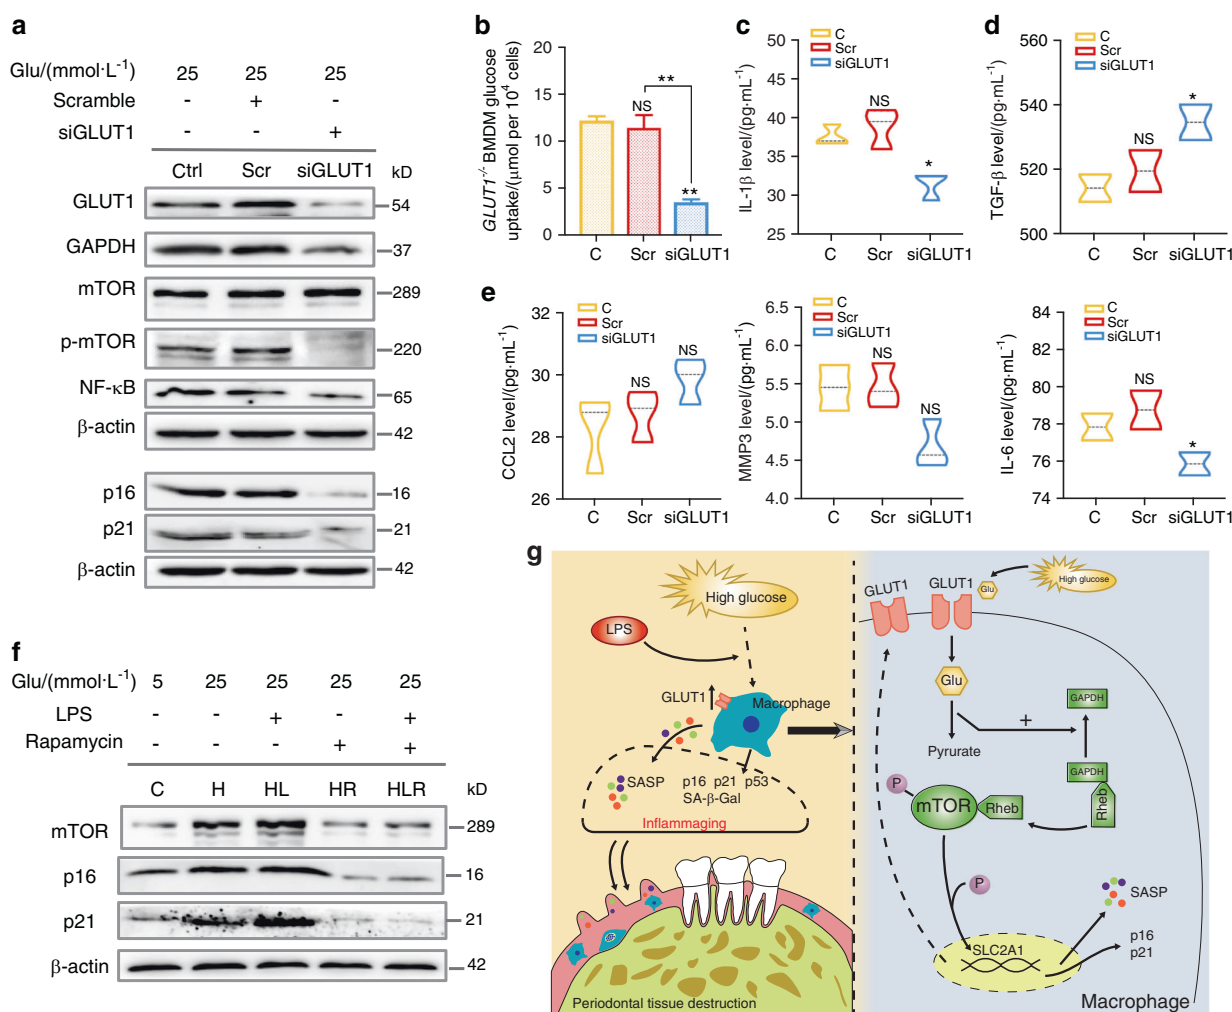 a
Glu/(mmol·L⁻¹) 25 25 25
Scramble - + -
siGLUT1 - - +
Ctrl Scr siGLUT1 kD
GLUT1 54
GAPDH 37
mTOR 289
p-mTOR 220
NF-κB 65
β-actin 42
p16 16
p21 21
β-actin 42
b
GLUT1⁻/⁻ BMDM glucose
uptake/(μmol per 10⁴ cells)
20
15
10
5
0
NS
**
**
C Scr siGLUT1
c
C
Scr
siGLUT1
IL-1β level/(pg·mL⁻¹)
50
45
40
35
30
25
NS
*
C Scr siGLUT1
d
C
Scr
siGLUT1
TGF-β level/(pg·mL⁻¹)
560
540
520
500
NS
*
C Scr siGLUT1
e
C
Scr
siGLUT1
CCL2 level/(pg·mL⁻¹)
32
30
28
26
NS
NS
C Scr siGLUT1
C
Scr
siGLUT1
MMP3 level/(pg·mL⁻¹)
6.5
6.0
5.5
5.0
4.5
4.0
NS
NS
C Scr siGLUT1
C
Scr
siGLUT1
IL-6 level/(pg·mL⁻¹)
84
82
80
78
76
74
NS
*
C Scr siGLUT1
f
Glu/(mmol·L⁻¹) 5 25 25 25 25
LPS - - + - +
Rapamycin - - - + +
C H HL HR HLR kD
mTOR 289
p16 16
p21 21
β-actin 42
g
High glucose
LPS
GLUT1
Macrophage
SASP
p16 p21 p53
SA-β-Gal
Inflammaging
Periodontal tissue destruction
GLUT1
GLUT1
Glu
High glucose
Glu
Pyrurate
+
GAPDH
GAPDH
Rheb
P
mTOR
Rheb
P
SLC2A1
SASP
p16
p21
Macrophage